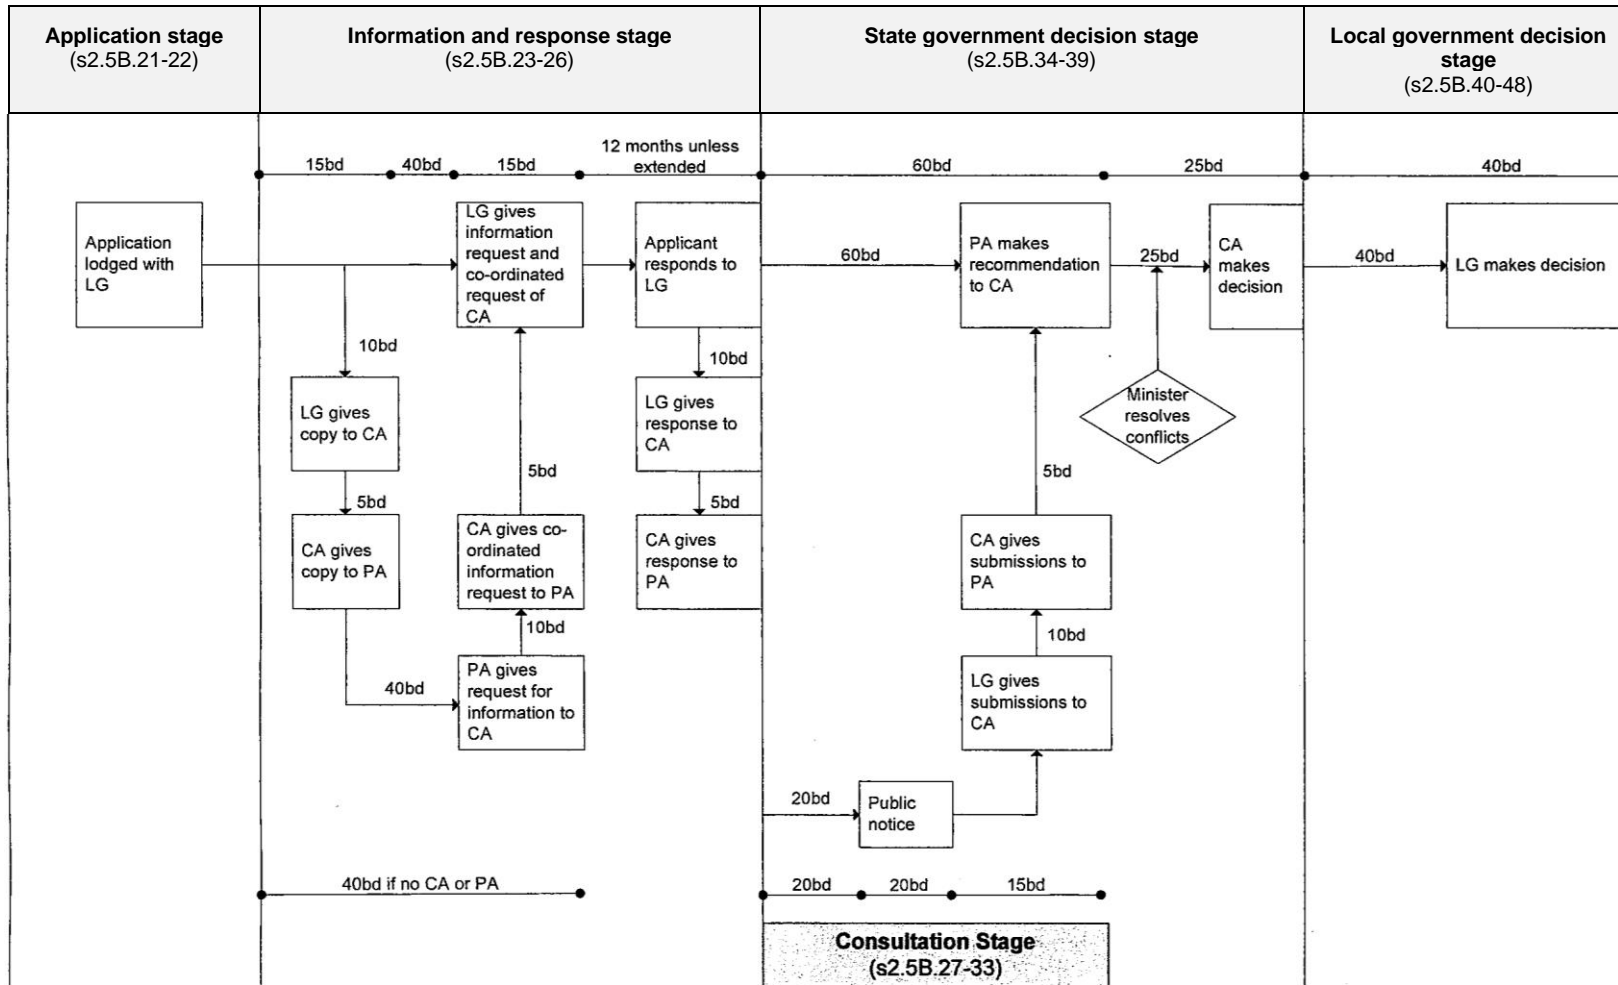 Application stage
(s2.5B.21-22)
Information and response stage
(s2.5B.23-26)
State government decision stage
(s2.5B.34-39)
Local government decision
stage
(s2.5B.40-48)
15bd
40bd
15bd
12 months unless
extended
60bd
25bd
40bd
Application
lodged with
LG
LG gives
information
request and
co-ordinated
request of
CA
Applicant
responds to
LG
60bd
PA makes
recommendation
to CA
25bd
CA
makes
decision
40bd
LG makes decision
10bd
LG gives
copy to CA
5bd
CA gives
copy to PA
40bd
PA gives
request for
information to
CA
10bd
CA gives co-
ordinated
information
request to PA
5bd
10bd
LG gives
response to
CA
5bd
CA gives
response to
PA
Minister
resolves
conflicts
5bd
CA gives
submissions to
PA
10bd
LG gives
submissions to
CA
20bd
Public
notice
40bd if no CA or PA
20bd
20bd
15bd
Consultation Stage
(s2.5B.27-33)